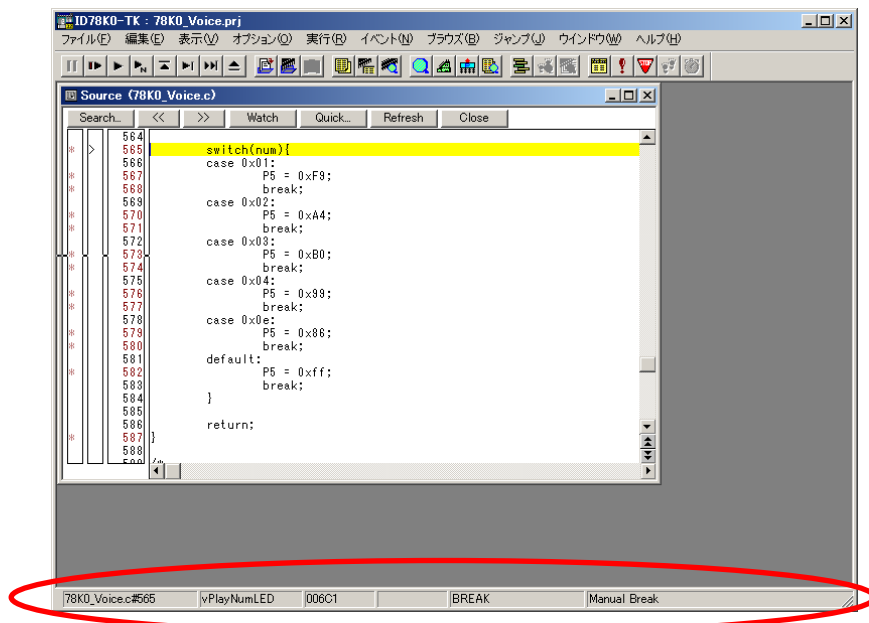 ID78K0-TK : 78K0_Voice.prj
ファイル(F) 編集(E) 表示(V) オプション(O) 実行(R) イベント(N) ブラウズ(B) ジャンプ(J) ウインドウ(W) ヘルプ(H)
Source (78K0_Voice.c)
Search... << >> Watch Quick... Refresh Close
564
* > 565 switch(num){
566 case 0x01:
* 567 P5 = 0xF9;
* 568 break;
569 case 0x02:
* 570 P5 = 0xA4;
* 571 break;
572 case 0x03:
* 573 P5 = 0xB0;
* 574 break;
575 case 0x04:
* 576 P5 = 0x99;
* 577 break;
578 case 0x0e:
* 579 P5 = 0x86;
* 580 break;
581 default:
* 582 P5 = 0xff;
583 break;
584 }
585
586 return;
* 587 }
588
78K0_Voice.c#565 vPlayNumLED 006C1 BREAK Manual Break